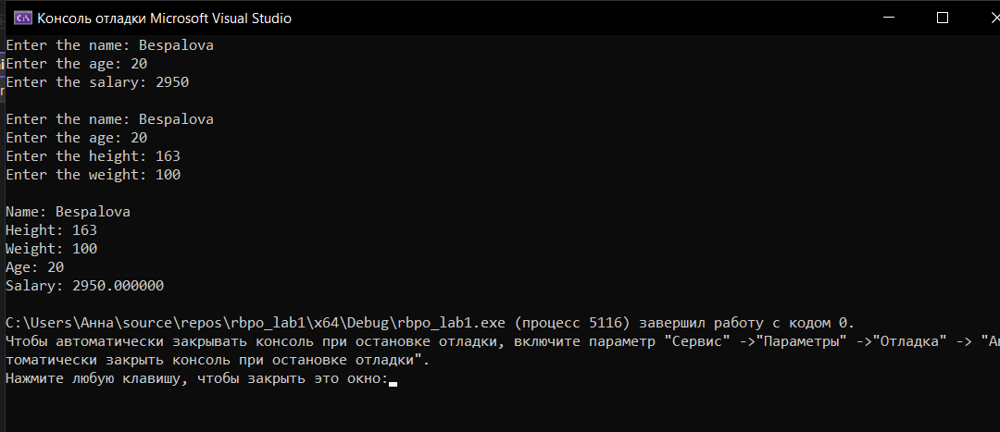 Консоль отладки Microsoft Visual Studio
Enter the name: Bespalova
Enter the age: 20
Enter the salary: 2950
Enter the name: Bespalova
Enter the age: 20
Enter the height: 163
Enter the weight: 100
Name: Bespalova
Height: 163
Weight: 100
Age: 20
Salary: 2950.000000
C:\Users\Анна\source\repos\rbpo_lab1\x64\Debug\rbpo_lab1.exe (процесс 5116) завершил работу с кодом 0.
Чтобы автоматически закрывать консоль при остановке отладки, включите параметр "Сервис" ->"Параметры" ->"Отладка" -> "Ав
томатически закрыть консоль при остановке отладки".
Нажмите любую клавишу, чтобы закрыть это окно: